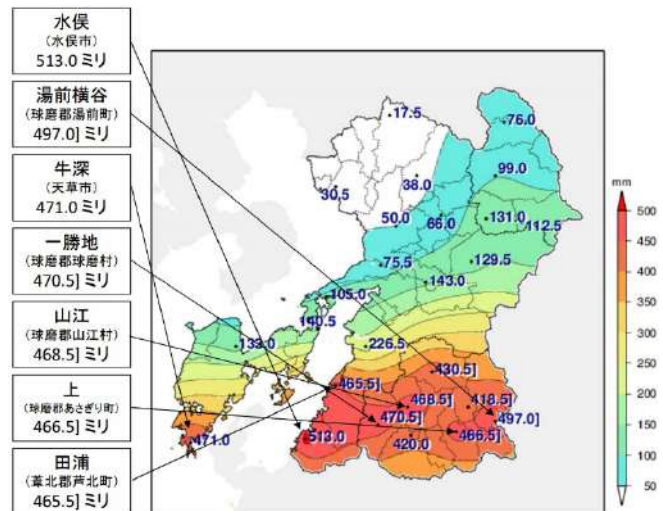 水俣
(水俣市)
513.0 ミリ
湯前横谷
(球磨郡湯前町)
497.0] ミリ
牛深
(天草市)
471.0 ミリ
一勝地
(球磨郡球磨村)
470.5] ミリ
山江
(球磨郡山江村)
468.5] ミリ
上
(球磨郡あさぎり町)
466.5] ミリ
田浦
(葦北郡芦北町)
465.5] ミリ
17.5
76.0
99.0
30.5
38.0
50.0
66.0
131.0
112.5
75.5
129.5
143.0
105.0
140.5
133.0
226.5
430.5]
465.5]
468.5]
418.5]
470.5]
497.0]
471.0
513.0
420.0
466.5]
mm
500
450
400
350
300
250
200
150
100
50